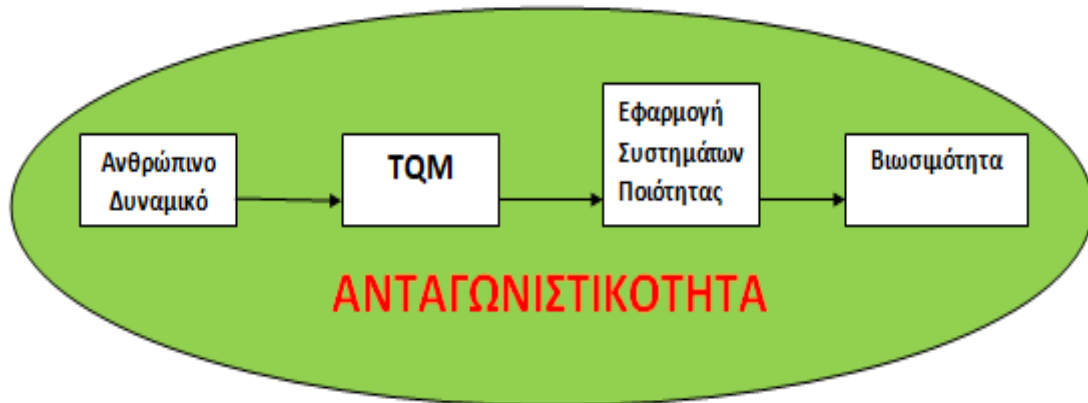 Ανθρώπινο
Δυναμικό
TQM
Εφαρμογή
Συστημάτων
Ποιότητας
Βιωσιμότητα
ΑΝΤΑΓΩΝΙΣΤΙΚΟΤΗΤΑ